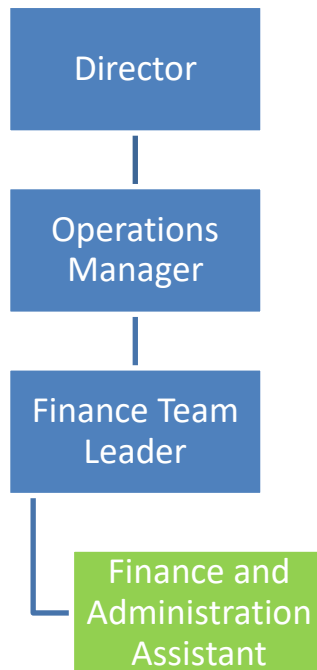 Director
Operations
Manager
Finance Team
Leader
Finance and
Administration
Assistant